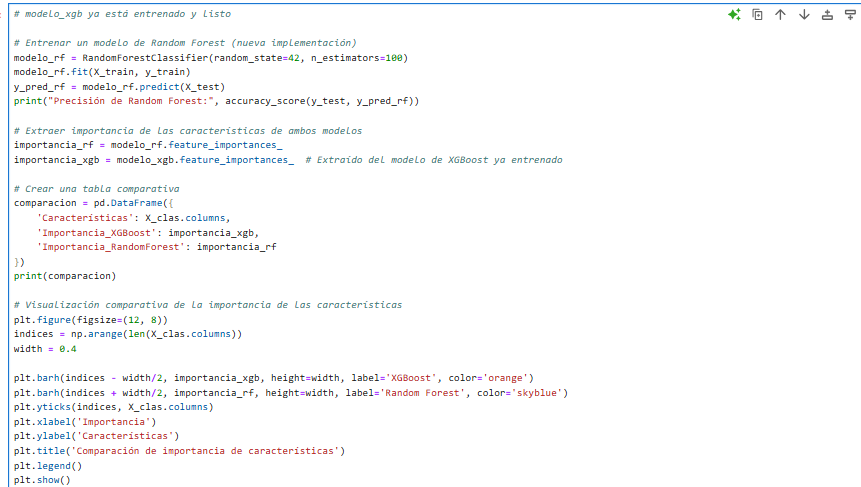 # modelo_xgb ya está entrenado y listo
# Entrenar un modelo de Random Forest (nueva implementación)
modelo_rf = RandomForestClassifier(random_state=42, n_estimators=100)
modelo_rf.fit(X_train, y_train)
y_pred_rf = modelo_rf.predict(X_test)
print("Precisión de Random Forest:", accuracy_score(y_test, y_pred_rf))
# Extraer importancia de las características de ambos modelos
importancia_rf = modelo_rf.feature_importances_
importancia_xgb = modelo_xgb.feature_importances_  # Extraído del modelo de XGBoost ya entrenado
# Crear una tabla comparativa
comparacion = pd.DataFrame({
    'Características': X_clas.columns,
    'Importancia_XGBoost': importancia_xgb,
    'Importancia_RandomForest': importancia_rf
})
print(comparacion)
# Visualización comparativa de la importancia de las características
plt.figure(figsize=(12, 8))
indices = np.arange(len(X_clas.columns))
width = 0.4
plt.barh(indices - width/2, importancia_xgb, height=width, label='XGBoost', color='orange')
plt.barh(indices + width/2, importancia_rf, height=width, label='Random Forest', color='skyblue')
plt.yticks(indices, X_clas.columns)
plt.xlabel('Importancia')
plt.ylabel('Características')
plt.title('Comparación de importancia de características')
plt.legend()
plt.show()